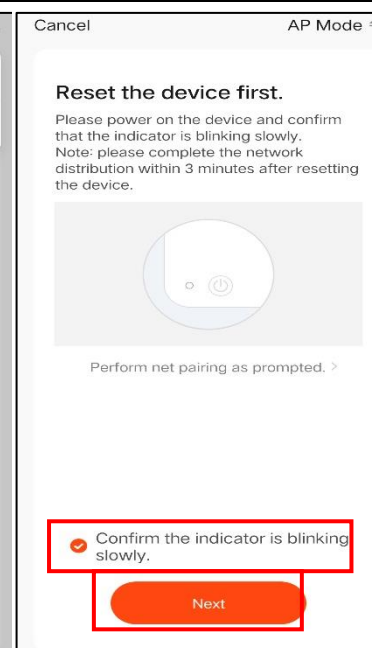 Cancel AP Mode
Reset the device first.
Please power on the device and confirm
that the indicator is blinking slowly.
Note: please complete the network
distribution within 3 minutes after resetting
the device.
Perform net pairing as prompted. >
Confirm the indicator is blinking
slowly.
Next